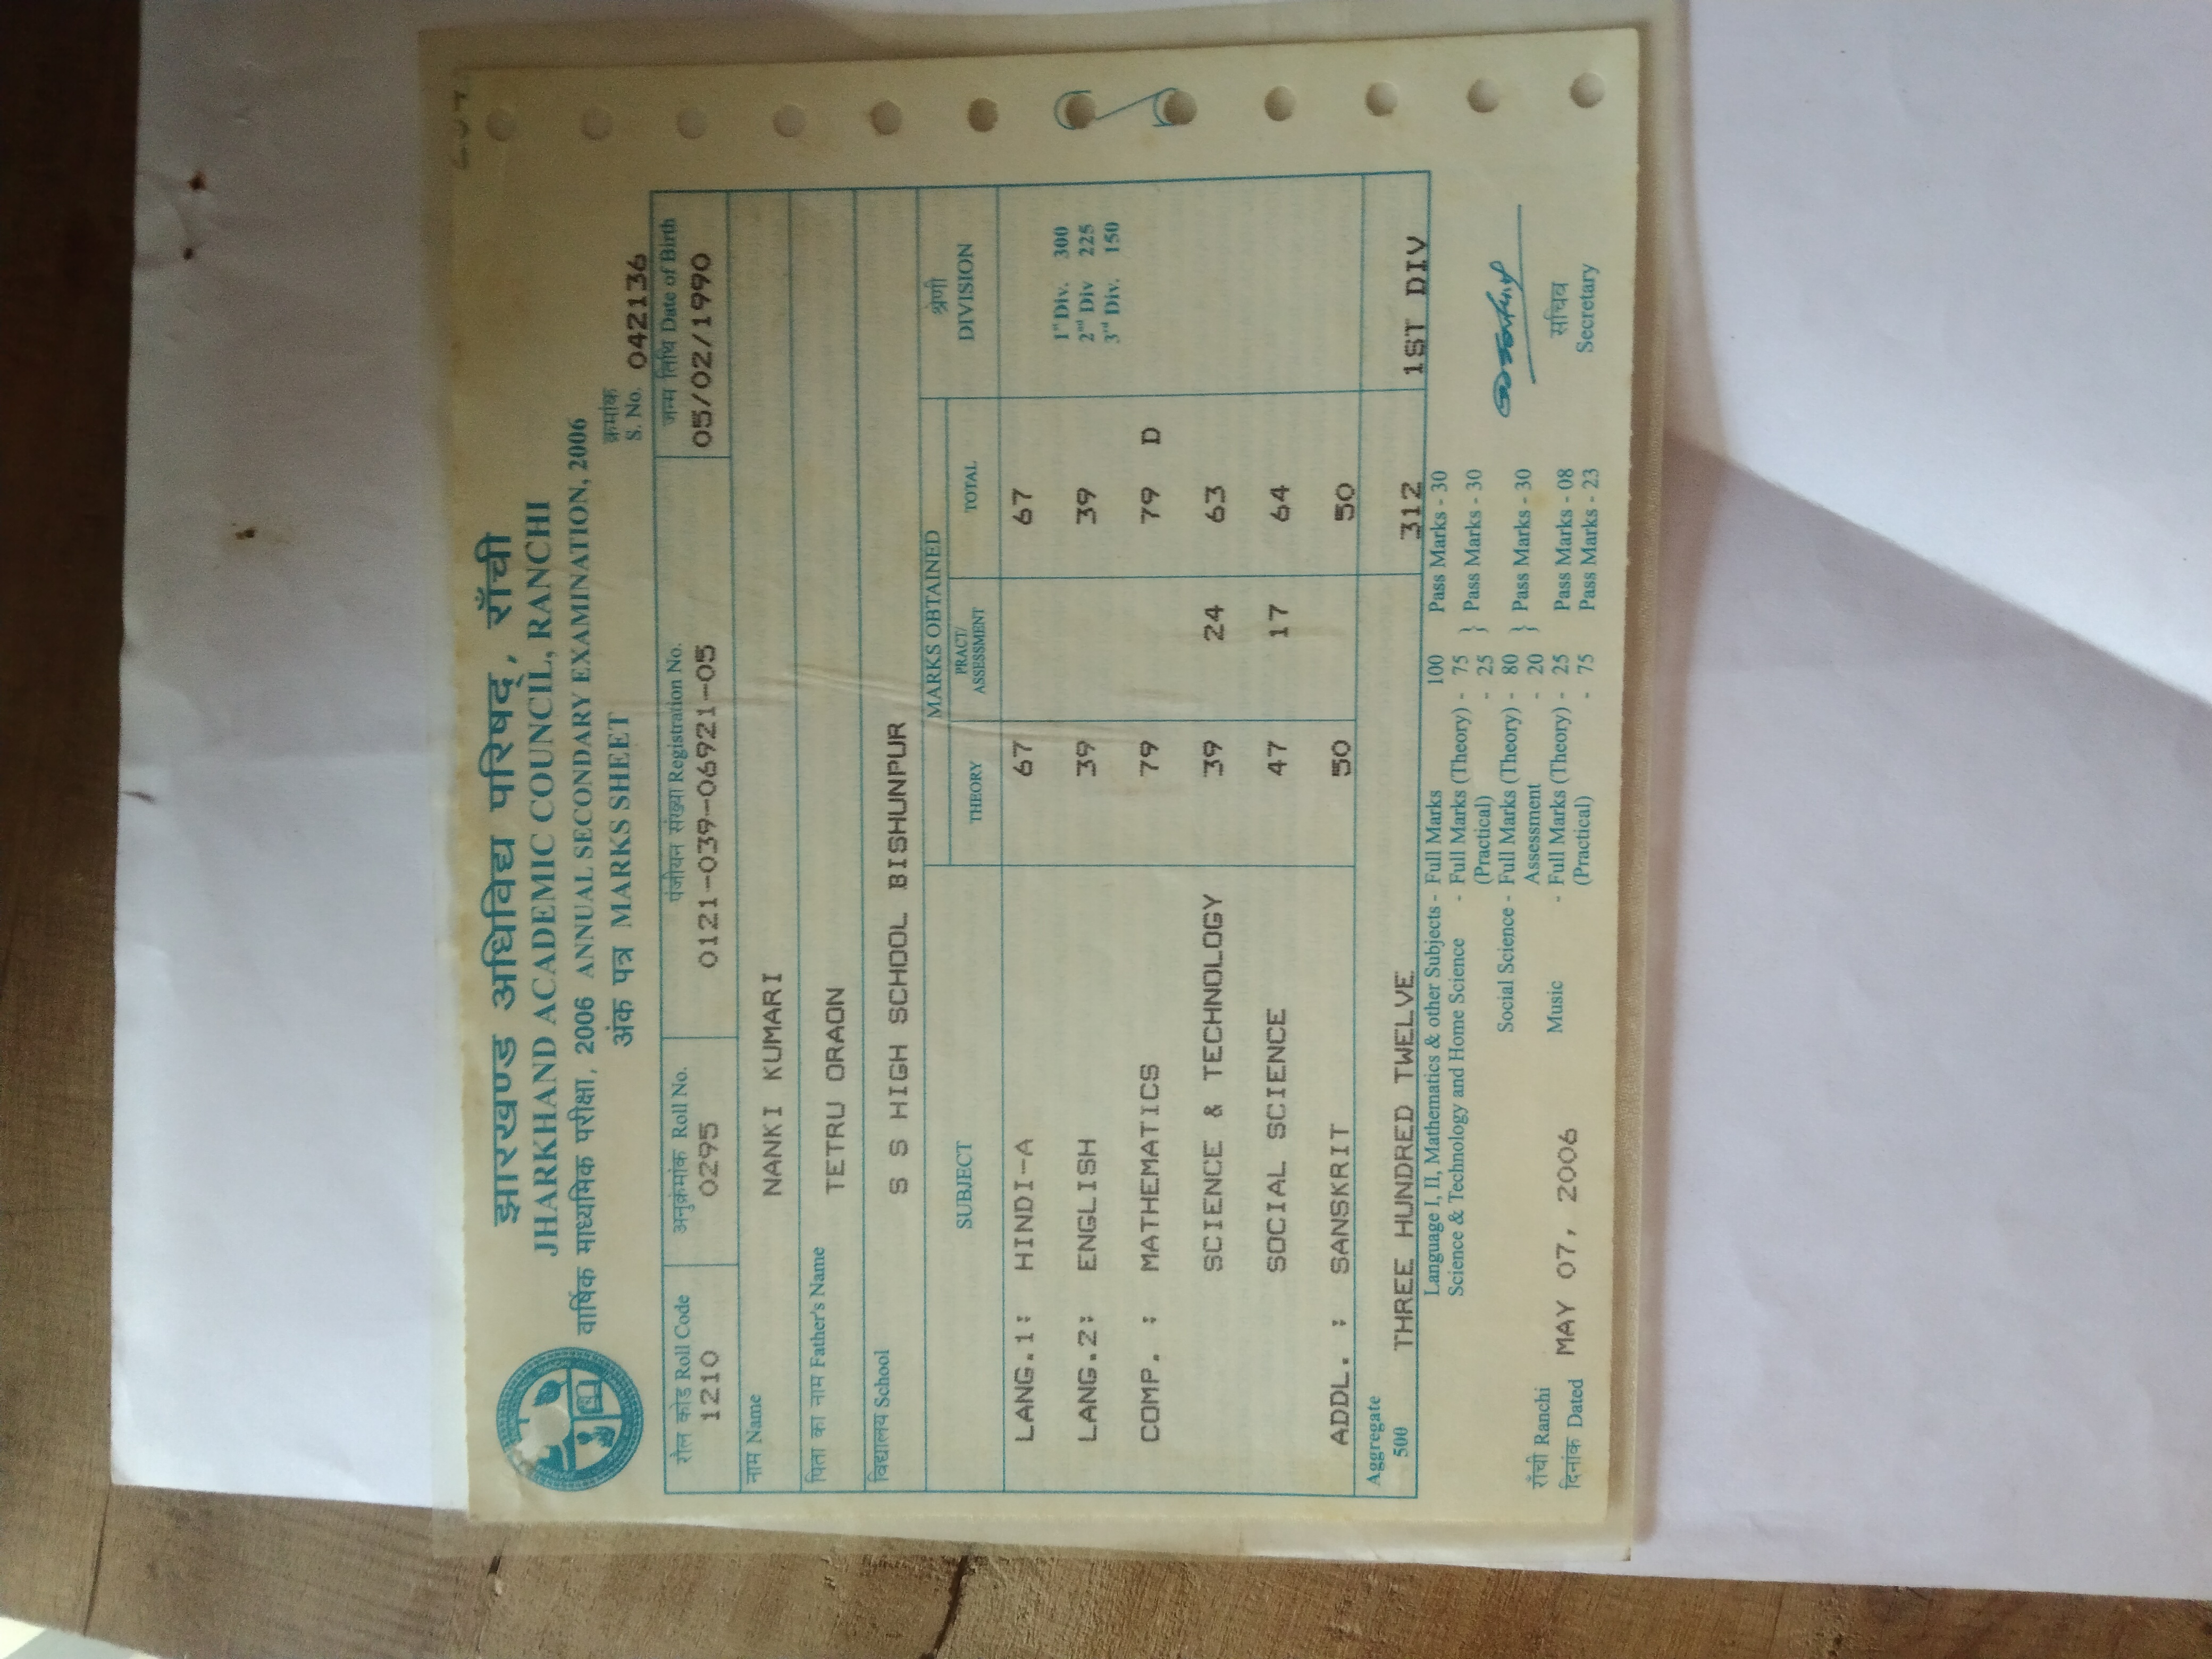 झारखण्ड अधिविद्य परिषद्, राँची
JHARKHAND ACADEMIC COUNCIL, RANCHI
वार्षिक माध्यमिक परीक्षा, 2006 ANNUAL SECONDARY EXAMINATION, 2006
अंक पत्र MARKS SHEET
क्रमांक
S. No. 042136
रौल कोड Roll Code अनुक्रमांक Roll No. पंजीयन संख्या Registration No. जन्म तिथि Date of Birth
1210 0295 0121-039-06921-05 05/02/1990
नाम Name NANKI KUMARI
पिता का नाम Father's Name TETRU ORAON
विद्यालय School S S HIGH SCHOOL BISHUNPUR
SUBJECT MARKS OBTAINED श्रेणी DIVISION
THEORY PRACT/ASSESSMENT TOTAL
LANG.1: HINDI-A 67 67
1st Div. 300
LANG.2: ENGLISH 39 39 2nd Div 225
3rd Div. 150
COMP. : MATHEMATICS 79 79 D
SCIENCE & TECHNOLOGY 39 24 63
SOCIAL SCIENCE 47 17 64
ADDL. : SANSKRIT 50 50
Aggregate
500 THREE HUNDRED TWELVE 312 1ST DIV
Language I, II, Mathematics & other Subjects - Full Marks 100 Pass Marks - 30
Science & Technology and Home Science - Full Marks (Theory) - 75 } Pass Marks - 30
(Practical) - 25
Social Science - Full Marks (Theory) - 80 } Pass Marks - 30
Assessment - 20
Music - Full Marks (Theory) - 25 Pass Marks - 08
(Practical) - 75 Pass Marks - 23
राँची Ranchi
दिनांक Dated MAY 07, 2006
सचिव
Secretary